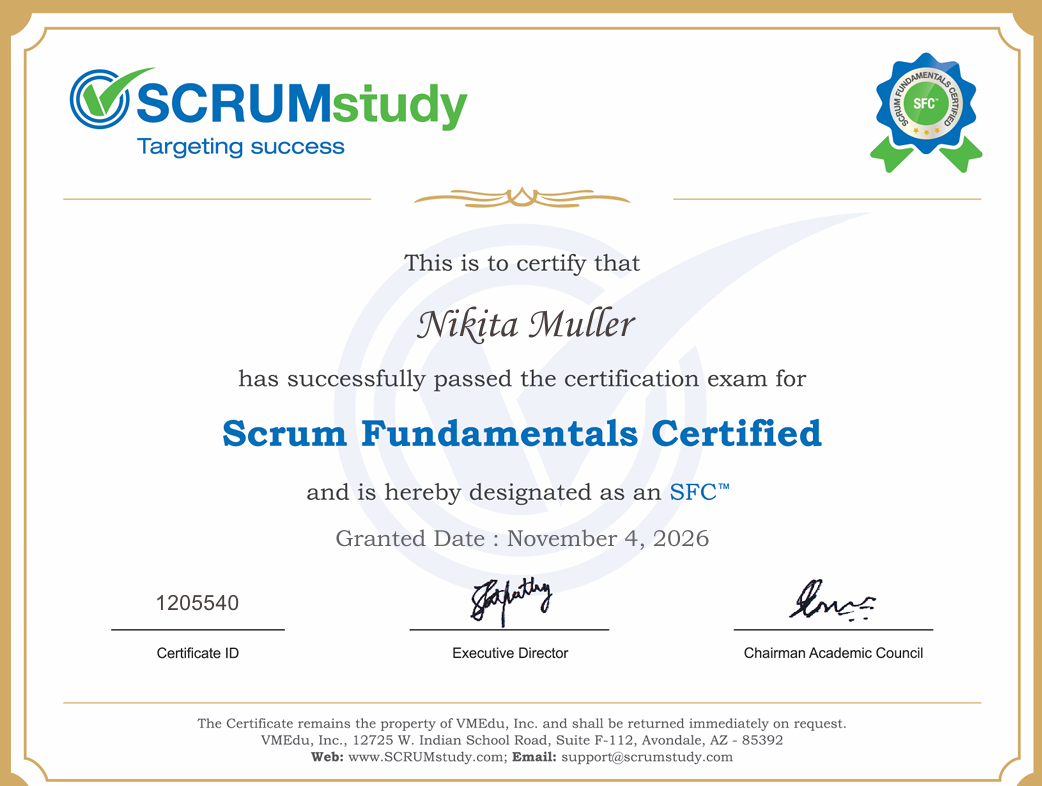 SCRUMstudy
Targeting success
SCRUM FUNDAMENTALS CERTIFIED
SFC™
This is to certify that
Nikita Muller
has successfully passed the certification exam for
Scrum Fundamentals Certified
and is hereby designated as an SFC™
Granted Date : November 4, 2026
1205540
Certificate ID
Executive Director
Chairman Academic Council
The Certificate remains the property of VMEdu, Inc. and shall be returned immediately on request.
VMEdu, Inc., 12725 W. Indian School Road, Suite F-112, Avondale, AZ - 85392
Web: www.SCRUMstudy.com; Email: support@scrumstudy.com